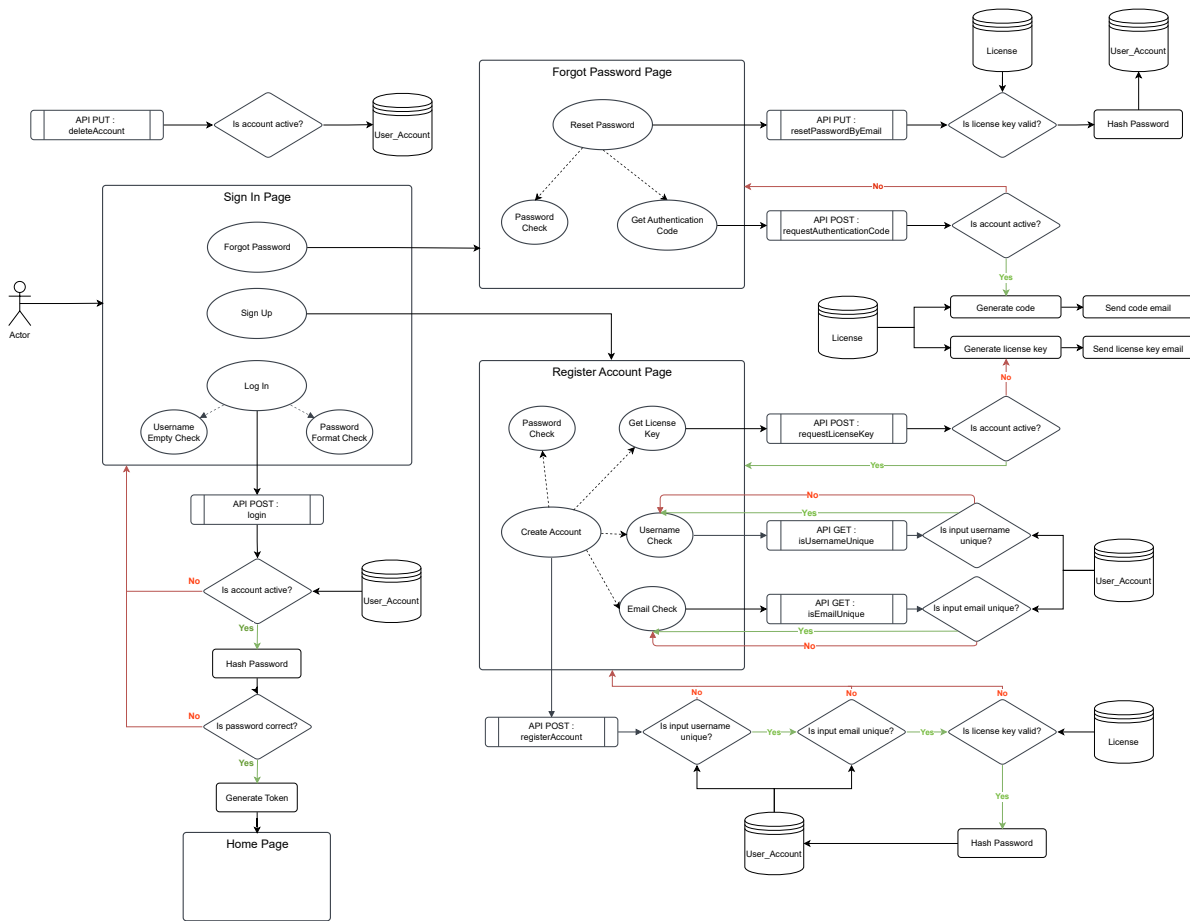 License
User_Account
Forgot Password Page
API PUT :
deleteAccount
Is account active?
User_Account
Reset Password
API PUT :
resetPasswordByEmail
Is license key valid?
Hash Password
No
Sign In Page
Password
Check
Get Authentication
Code
API POST :
requestAuthenticationCode
Is account active?
Forgot Password
Yes
Actor
Sign Up
License
Generate code
Send code email
Generate license key
Send license key email
Register Account Page
No
Log In
Username
Empty Check
Password
Format Check
Password
Check
Get License
Key
API POST :
requestLicenseKey
Is account active?
Yes
API POST :
login
No
Yes
Create Account
Username
Check
API GET :
isUsernameUnique
Is input username
unique?
No
Is account active?
User_Account
User_Account
Email Check
API GET :
isEmailUnique
Is input email unique?
Yes
No
Yes
Hash Password
No
No
No
No
Is password correct?
API POST :
registerAccount
Is input username
unique?
Yes
Is input email unique?
Yes
Is license key valid?
License
Yes
Generate Token
Yes
Home Page
User_Account
Hash Password